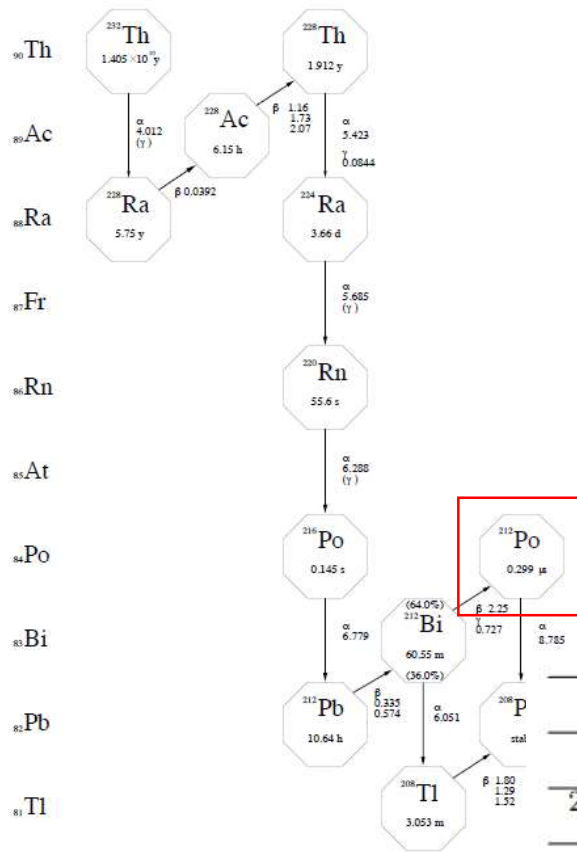 90Th
232Th
1.405 ×10^10 y
228Th
1.912 y
α
4.012
(γ)
β 1.16
1.73
2.07
α
5.423
γ
0.0844
89Ac
228Ac
6.15 h
β 0.0392
88Ra
228Ra
5.75 y
224Ra
3.66 d
α
5.685
(γ)
87Fr
86Rn
220Rn
55.6 s
α
6.288
(γ)
85At
84Po
216Po
0.145 s
212Po
0.299 μs
α
6.779
(64.0%)
β 2.25
γ
0.727
α
8.785
83Bi
212Bi
60.55 m
(36.0%)
β
0.335
0.574
α
6.051
82Pb
212Pb
10.64 h
208P
stab
β 1.80
1.29
1.52
81Tl
208Tl
3.053 m
2